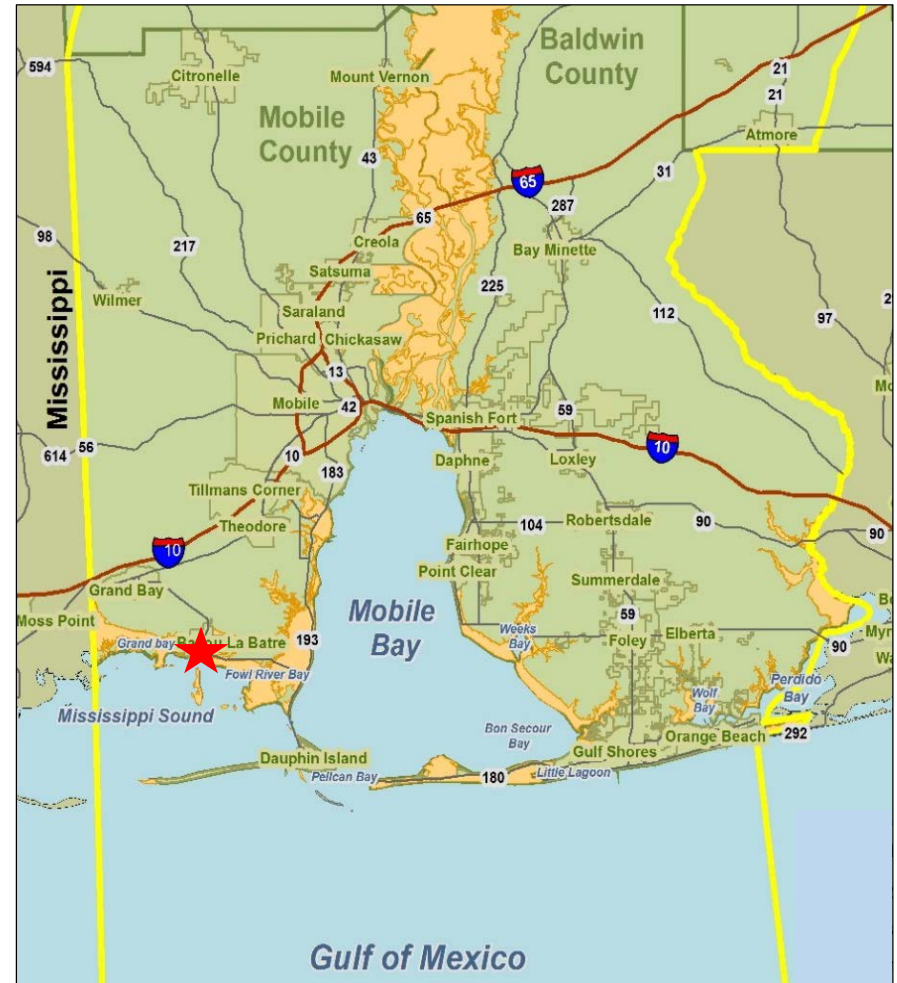 Baldwin
County
594
Citronelle
Mount Vernon
21
21
Atmore
Mobile
County
43
31
65
287
65
98
217
Creola
Bay Minette
Satsuma
225
Wilmer
Saraland
112
97
Prichard
Chickasaw
Mississippi
13
Mobile
42
Spanish Fort
59
614
56
10
Daphne
Loxley
10
183
Tillmans Corner
Theodore
104
Robertsdale
90
90
10
Fairhope
Grand Bay
Point Clear
Summerdale
Moss Point
Mobile
Bay
59
Weeks
Bay
Foley
Elberta
Grand bay
La Batre
193
90
Fowl River Bay
Perdido
Bay
Wolf
Bay
Mississippi Sound
Bon Secour
Bay
Orange Beach
292
Dauphin Island
Gulf Shores
Pelican Bay
180
Little Lagoon
Gulf of Mexico